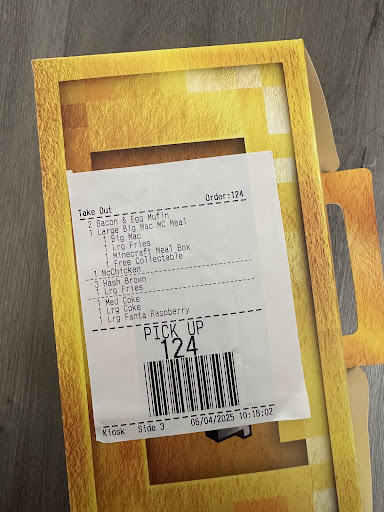 Take Out Order:124
2 Bacon & Egg Mufin
1 Large Big Mac MC Meal
1 Big Mac
1 Lrg Fries
1 Minecraft Meal Box
1 Free Collectable
1 McChicken
3 Hash Brown
1 Lrg Fries
1 Med Coke
1 Lrg Coke
1 Lrg Fanta Raspberry
PICK UP
124
Kiosk Side 3 06/04/2025 10:18:02